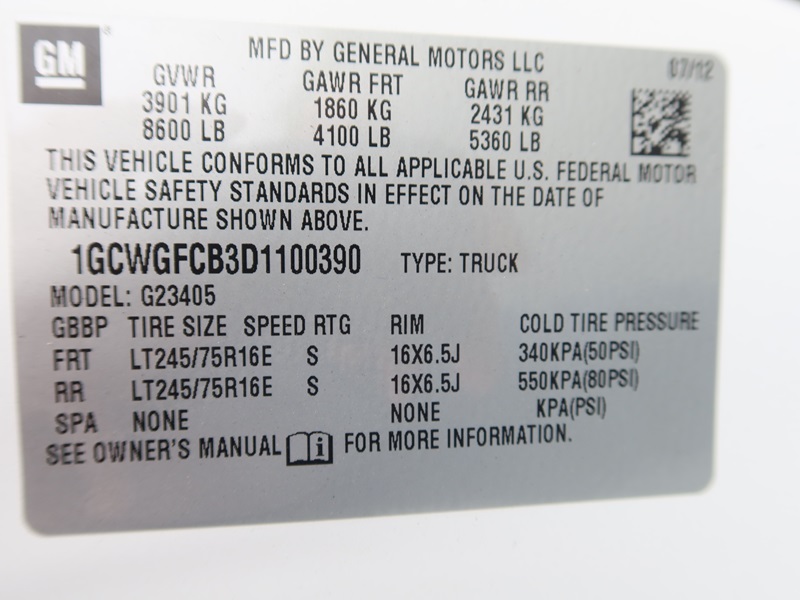 GM
MFD BY GENERAL MOTORS LLC 07/12
GVWR GAWR FRT GAWR RR
3901 KG 1860 KG 2431 KG
8600 LB 4100 LB 5360 LB
THIS VEHICLE CONFORMS TO ALL APPLICABLE U.S. FEDERAL MOTOR
VEHICLE SAFETY STANDARDS IN EFFECT ON THE DATE OF
MANUFACTURE SHOWN ABOVE.
1GCWGFCB3D1100390 TYPE: TRUCK
MODEL: G23405
GBBP TIRE SIZE SPEED RTG RIM COLD TIRE PRESSURE
FRT LT245/75R16E S 16X6.5J 340KPA(50PSI)
RR LT245/75R16E S 16X6.5J 550KPA(80PSI)
SPA NONE NONE KPA(PSI)
SEE OWNER'S MANUAL i FOR MORE INFORMATION.